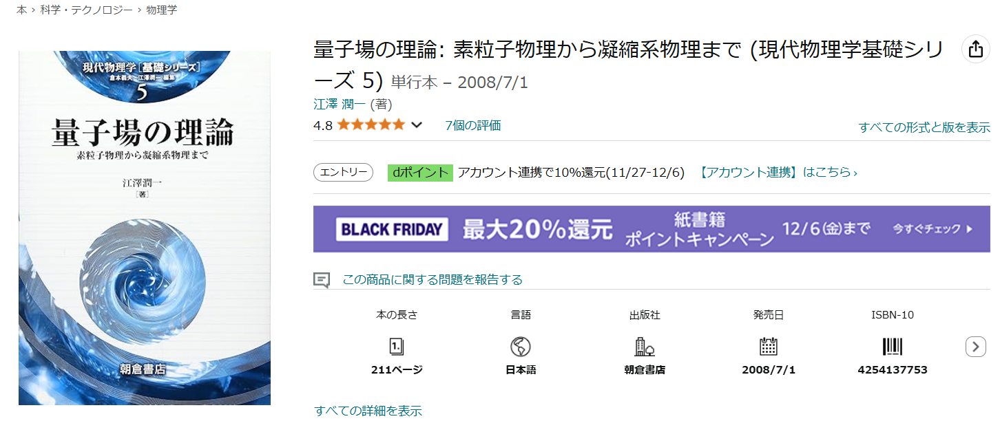 本 › 科学・テクノロジー › 物理学
現代物理学[基礎シリーズ]
倉本義夫・江澤潤一 編集
5
量子場の理論
素粒子物理から凝縮系物理まで
江澤潤一
[著]
朝倉書店
量子場の理論: 素粒子物理から凝縮系物理まで (現代物理学基礎シリ
ーズ 5) 単行本 – 2008/7/1
江澤 潤一 (著)
4.8 7個の評価
すべての形式と版を表示
エントリー dポイント アカウント連携で10%還元(11/27-12/6) 【アカウント連携】はこちら ›
BLACK FRIDAY 最大20%還元 紙書籍
ポイントキャンペーン 12/6(金)まで 今すぐチェック
この商品に関する問題を報告する
本の長さ 言語 出版社 発売日 ISBN-10
1.
211ページ 日本語 朝倉書店 2008/7/1 4254137753
すべての詳細を表示